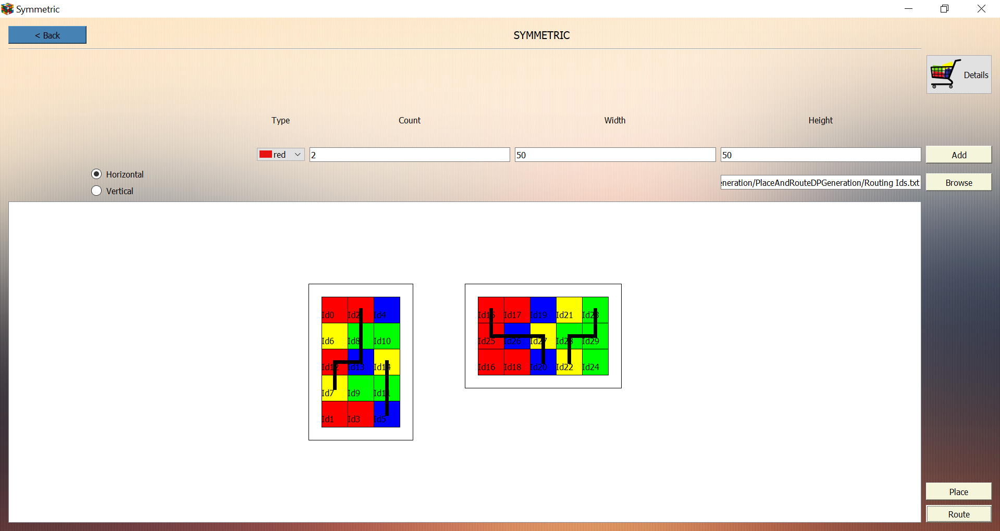 Symmetric
< Back
SYMMETRIC
Details
Type Count Width Height
red 2 50 50 Add
Horizontal
eneration/PlaceAndRouteDPGeneration/Routing Ids.txt Browse
Vertical
Id0 Id2 Id4
Id6 Id8 Id10
Id12 Id13 Id14
Id7 Id9 Id11
Id1 Id3 Id5
Id15 Id17 Id19 Id21 Id23
Id25 Id26 Id27 Id28 Id29
Id16 Id18 Id20 Id22 Id24
Place
Route